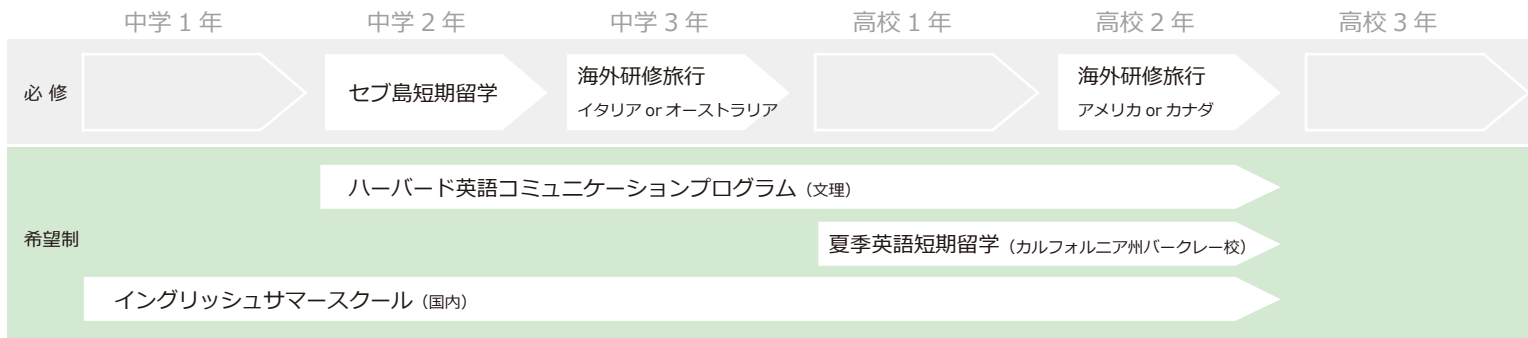 中学１年 中学２年 中学３年 高校１年 高校２年 高校３年
必 修
セブ島短期留学
海外研修旅行
イタリア or オーストラリア
海外研修旅行
アメリカ or カナダ
希望制
ハーバード英語コミュニケーションプログラム（文理）
夏季英語短期留学（カルフォルニア州バークレー校）
イングリッシュサマースクール（国内）